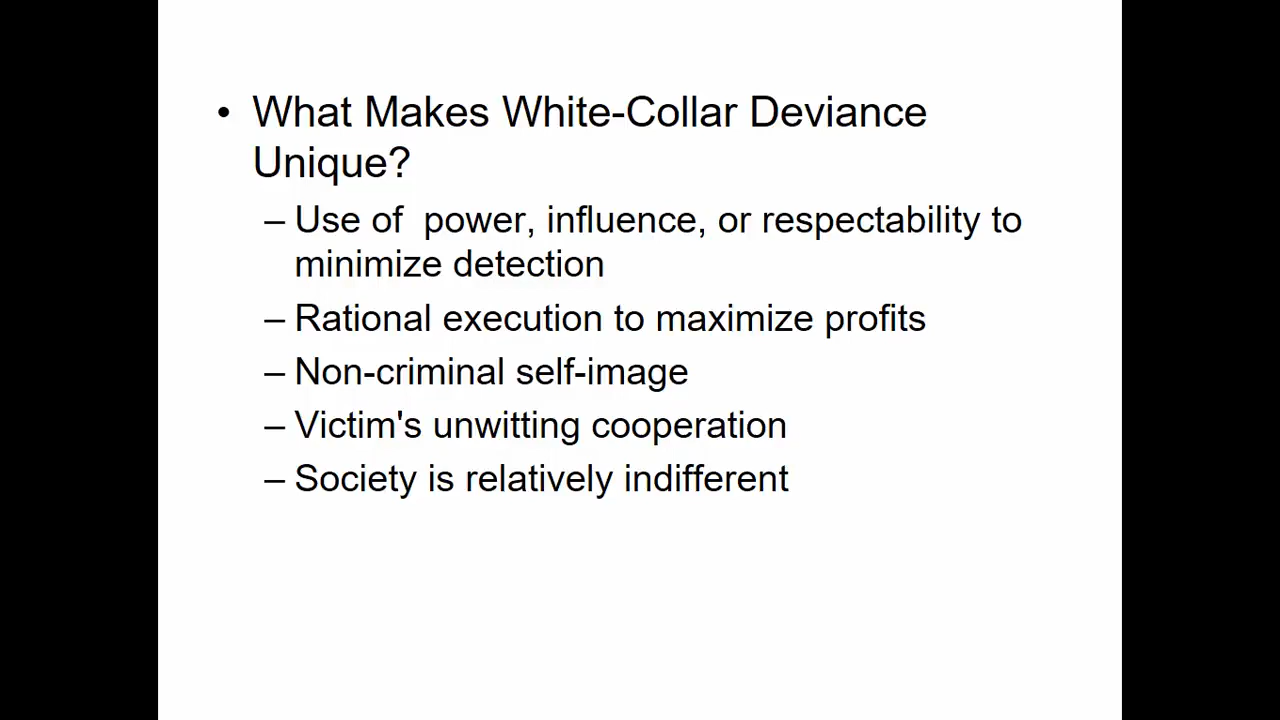 • What Makes White-Collar Deviance
Unique?
– Use of  power, influence, or respectability to
minimize detection
– Rational execution to maximize profits
– Non-criminal self-image
– Victim's unwitting cooperation
– Society is relatively indifferent